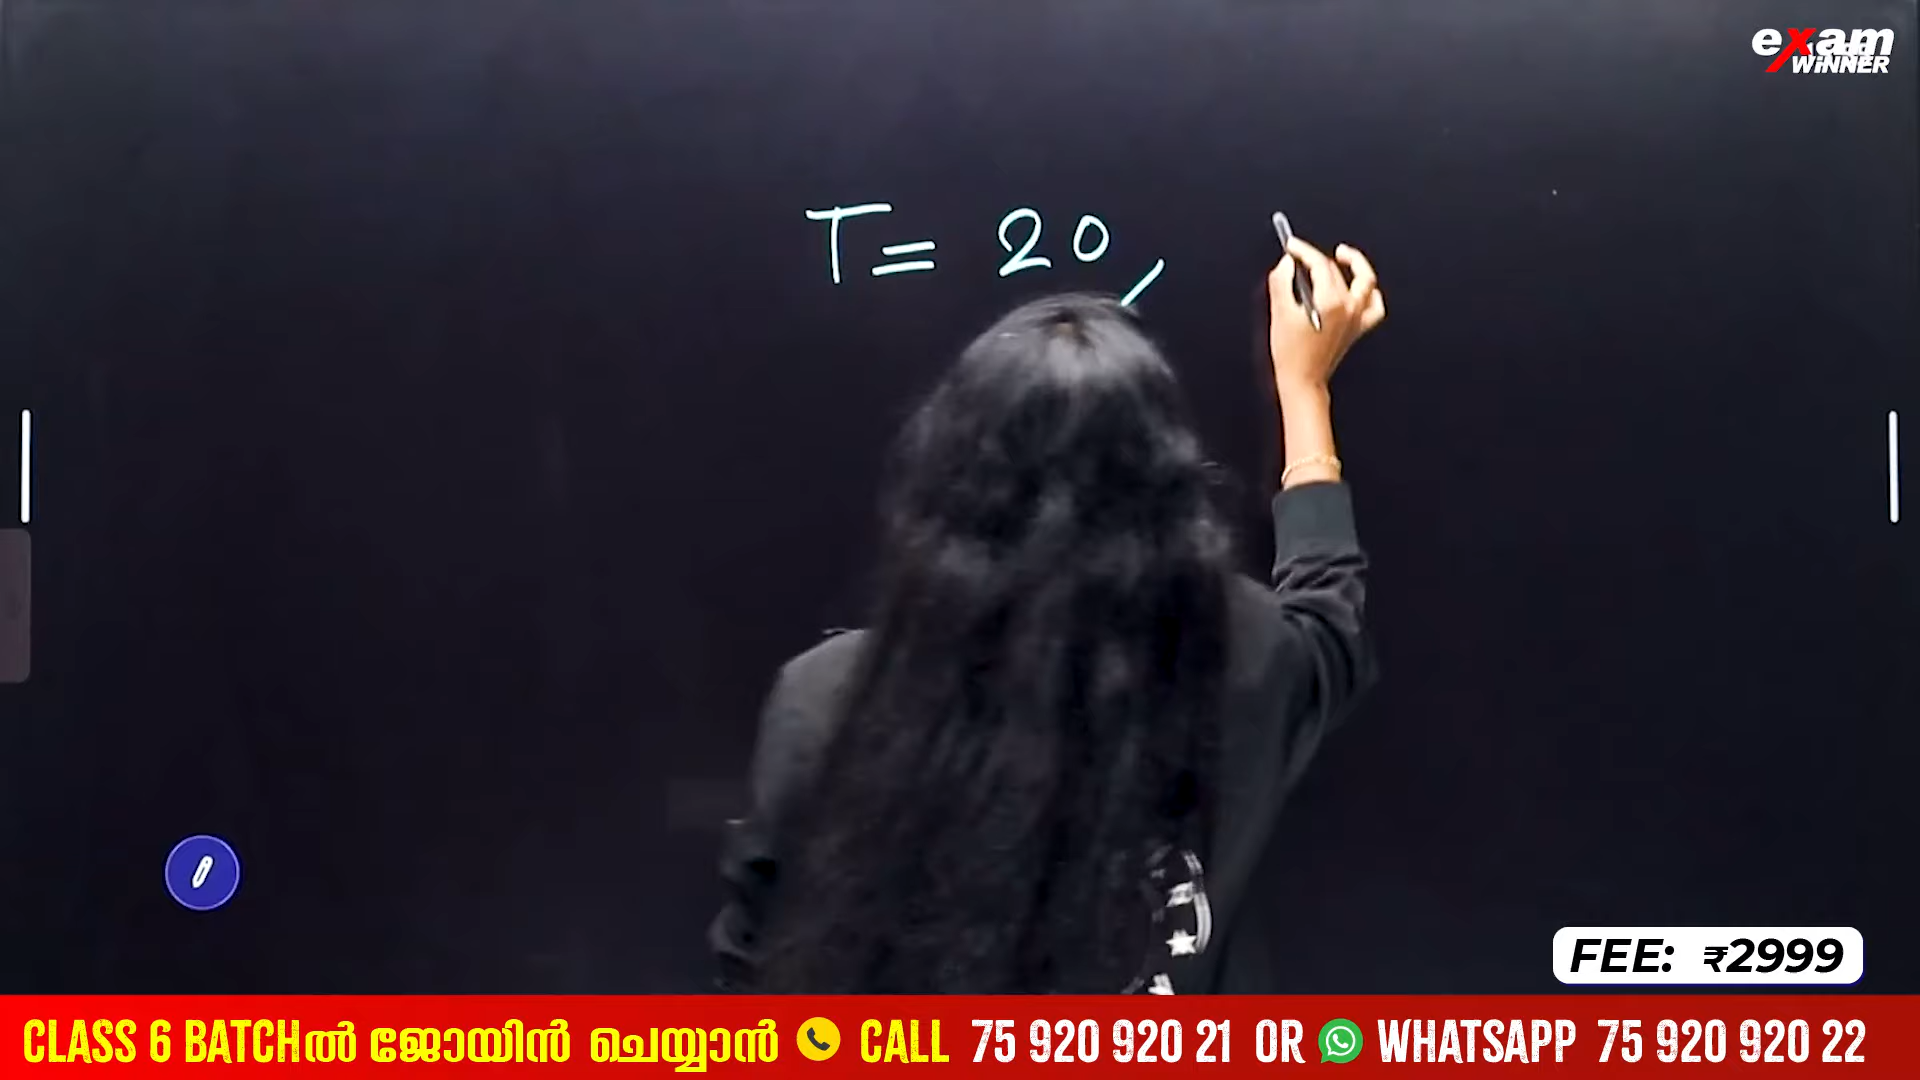 exam
WINNER
T= 20,
FEE: ₹2999
CLASS 6 BATCHൽ ജോയിൻ ചെയ്യാൻ CALL 75 920 920 21 OR WHATSAPP 75 920 920 22